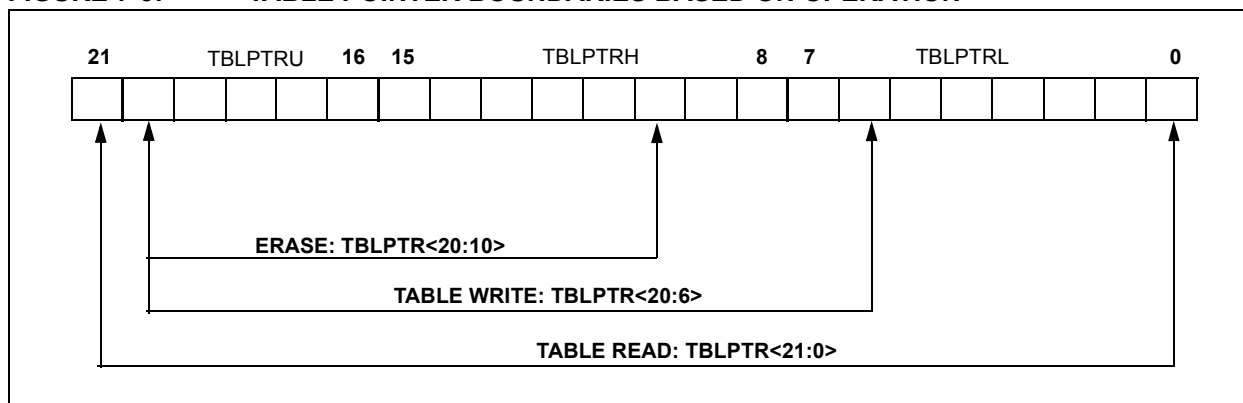 21 TBLPTRU 16 15 TBLPTRH 8 7 TBLPTRL 0
ERASE: TBLPTR<20:10>
TABLE WRITE: TBLPTR<20:6>
TABLE READ: TBLPTR<21:0>